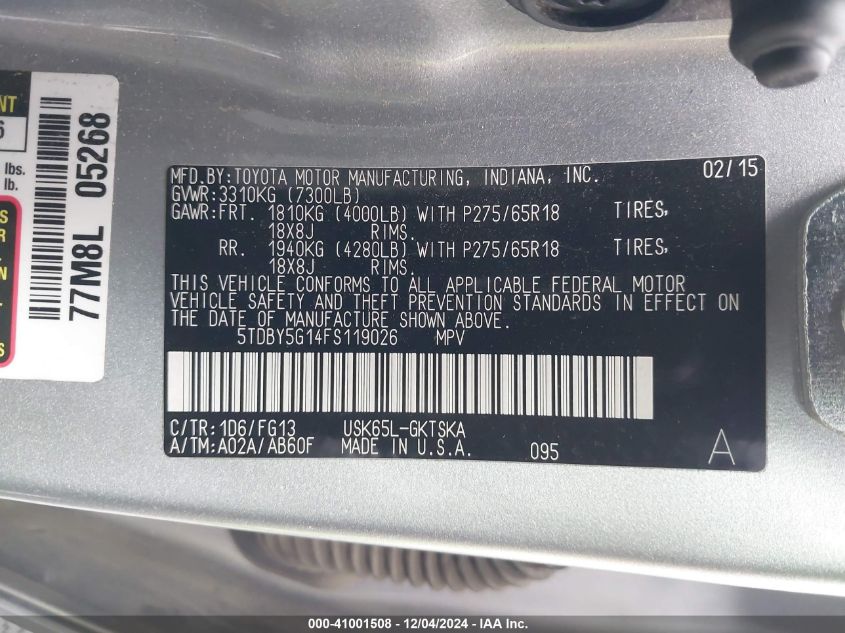 NT
6
lbs.
lb.
S
R
S
77M8L 05268
MFD.BY:TOYOTA MOTOR MANUFACTURING, INDIANA, INC. 02/15
GVWR:3310KG (7300LB)
GAWR:FRT. 1810KG (4000LB) WITH P275/65R18 TIRES,
18X8J RIMS.
RR. 1940KG (4280LB) WITH P275/65R18 TIRES,
18X8J RIMS.
THIS VEHICLE CONFORMS TO ALL APPLICABLE FEDERAL MOTOR
VEHICLE SAFETY AND THEFT PREVENTION STANDARDS IN EFFECT ON
THE DATE OF MANUFACTURE SHOWN ABOVE.
5TDBY5G14FS119026 MPV
C/TR:1D6/FG13 USK65L-GKTSKA
A/TM:A02A/AB60F MADE IN U.S.A. 095 A
000-41001508 - 12/04/2024 - IAA Inc.